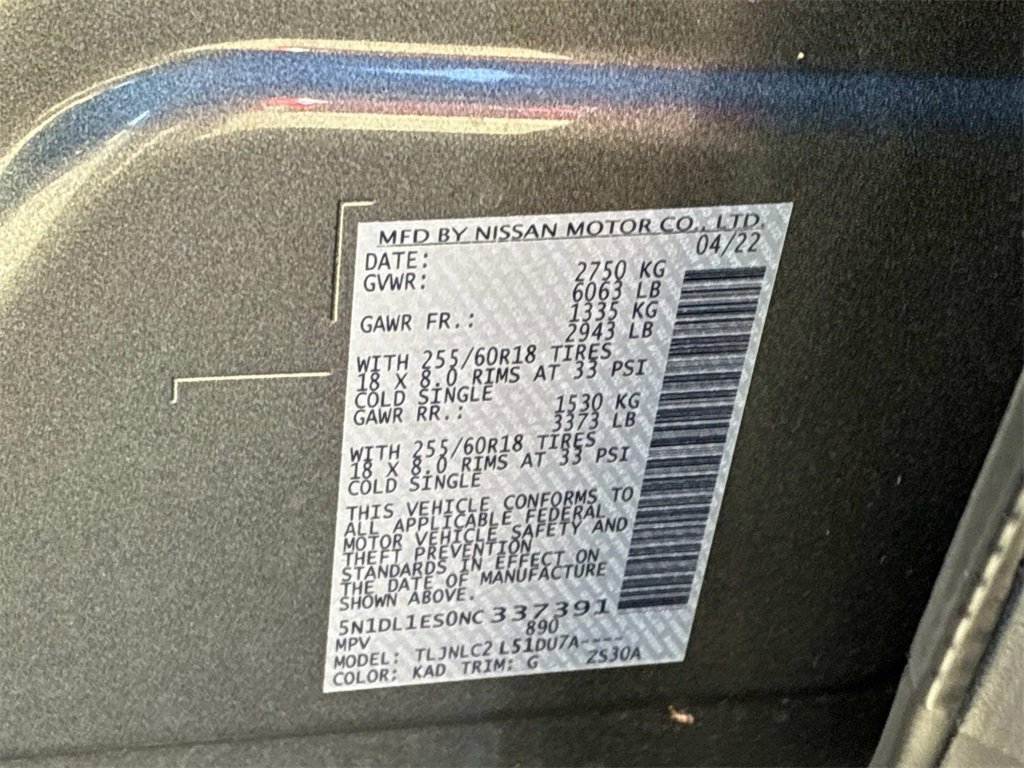 MFD BY NISSAN MOTOR CO., LTD.
DATE: 04/22
GVWR: 2750 KG
6063 LB
GAWR FR.: 1335 KG
2943 LB
WITH 255/60R18 TIRES
18 X 8.0 RIMS AT 33 PSI
COLD SINGLE
GAWR RR.: 1530 KG
3373 LB
WITH 255/60R18 TIRES
18 X 8.0 RIMS AT 33 PSI
COLD SINGLE
THIS VEHICLE CONFORMS TO
ALL APPLICABLE FEDERAL
MOTOR VEHICLE SAFETY AND
THEFT PREVENTION
STANDARDS IN EFFECT ON
THE DATE OF MANUFACTURE
SHOWN ABOVE.
5N1DL1ES0NC337391
MPV 890
MODEL: TLJNLC2 L51DU7A----
COLOR: KAD TRIM: G ZS30A